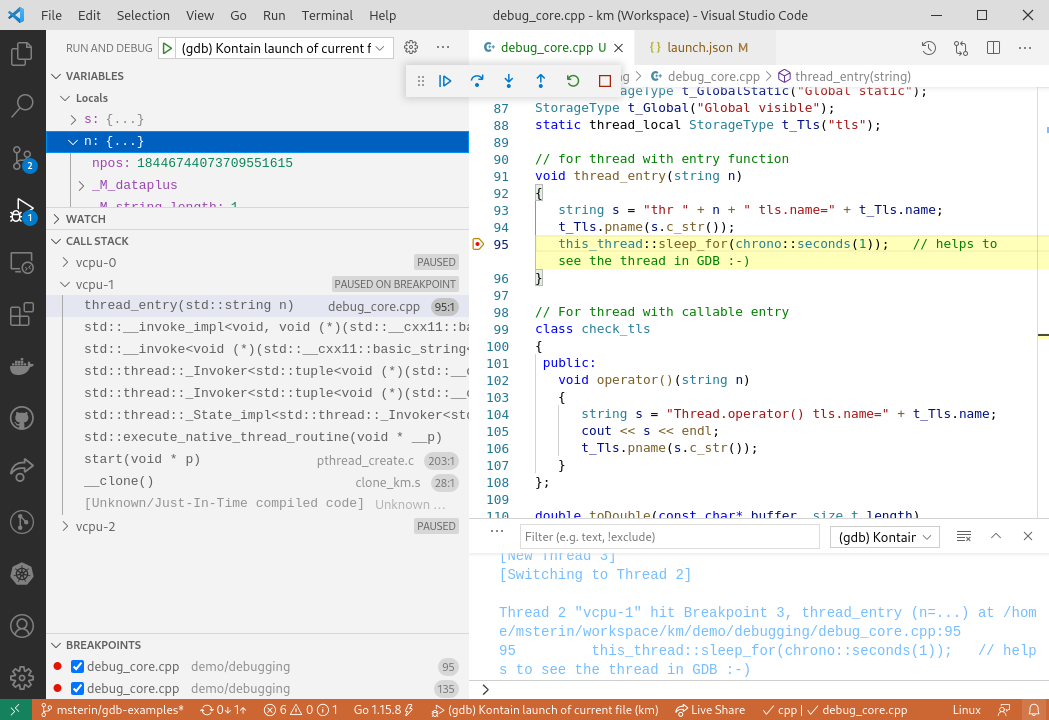 File Edit Selection View Go Run Terminal Help debug_core.cpp - km (Workspace) - Visual Studio Code
RUN AND DEBUG (gdb) Kontain launch of current f
VARIABLES
Locals
s: {...}
n: {...}
npos: 18446744073709551615
_M_dataplus
_M_string_length: 1
WATCH
CALL STACK
vcpu-0 PAUSED
vcpu-1 PAUSED ON BREAKPOINT
thread_entry(std::string n) debug_core.cpp 95:1
std::__invoke_impl<void, void (*)(std::__cxx11::ba
std::__invoke<void (*)(std::__cxx11::basic_string<
std::thread::_Invoker<std::tuple<void (*)(std::__c
std::thread::_Invoker<std::tuple<void (*)(std::__c
std::thread::_State_impl<std::thread::_Invoker<std
std::execute_native_thread_routine(void * __p)
start(void * p) pthread_create.c 203:1
__clone() clone_km.s 28:1
[Unknown/Just-In-Time compiled code] Unknown ...
vcpu-2 PAUSED
BREAKPOINTS
debug_core.cpp demo/debugging 95
debug_core.cpp demo/debugging 135
debug_core.cpp U
{} launch.json M
g > debug_core.cpp > thread_entry(string)
ageType t_GlobalStatic("Global static");
87 StorageType t_Global("Global visible");
88 static thread_local StorageType t_Tls("tls");
89
90 // for thread with entry function
91 void thread_entry(string n)
92 {
93 string s = "thr " + n + " tls.name=" + t_Tls.name;
94 t_Tls.pname(s.c_str());
95 this_thread::sleep_for(chrono::seconds(1)); // helps to
see the thread in GDB :-)
96 }
97
98 // For thread with callable entry
99 class check_tls
100 {
101 public:
102 void operator()(string n)
103 {
104 string s = "Thread.operator() tls.name=" + t_Tls.name;
105 cout << s << endl;
106 t_Tls.pname(s.c_str());
107 }
108 };
109
110 double toDouble(const char* buffer, size_t length)
Filter (e.g. text, !exclude) (gdb) Kontair
[New Thread 3]
[Switching to Thread 2]
Thread 2 "vcpu-1" hit Breakpoint 3, thread_entry (n=...) at /hom
e/msterin/workspace/km/demo/debugging/debug_core.cpp:95
95 this_thread::sleep_for(chrono::seconds(1)); // help
s to see the thread in GDB :-)
>
2
1
msterin/gdb-examples* 0↓ 1↑ 6 0 1 Go 1.15.8 (gdb) Kontain launch of current file (km) Live Share cpp | debug_core.cpp Linux